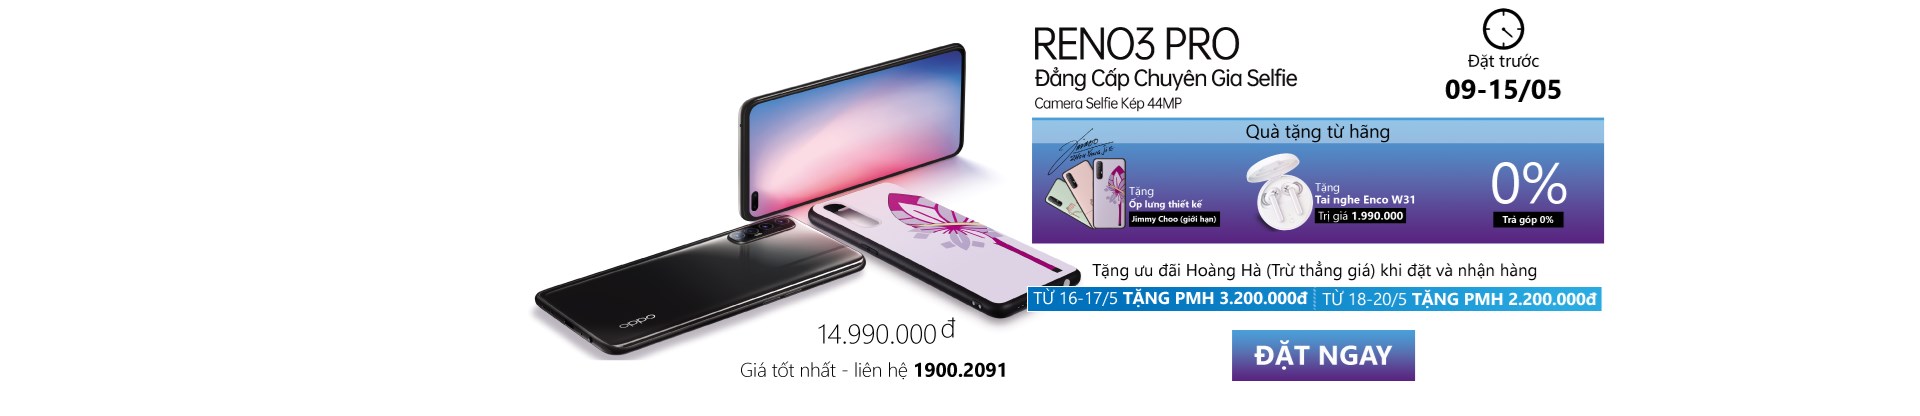 RENO3 PRO
Đẳng Cấp Chuyên Gia Selfie
Camera Selfie Kép 44MP
Đặt trước
09-15/05
Quà tặng từ hãng
Tặng
Ốp lưng thiết kế
Jimmy Choo (giới hạn)
Tặng
Tai nghe Enco W31
Trị giá 1.990.000
0%
Trả góp 0%
Tặng ưu đãi Hoàng Hà (Trừ thẳng giá) khi đặt và nhận hàng
TỪ 16-17/5 TẶNG PMH 3.200.000đ
TỪ 18-20/5 TẶNG PMH 2.200.000đ
oppo
14.990.000 đ
Giá tốt nhất - liên hệ 1900.2091
ĐẶT NGAY